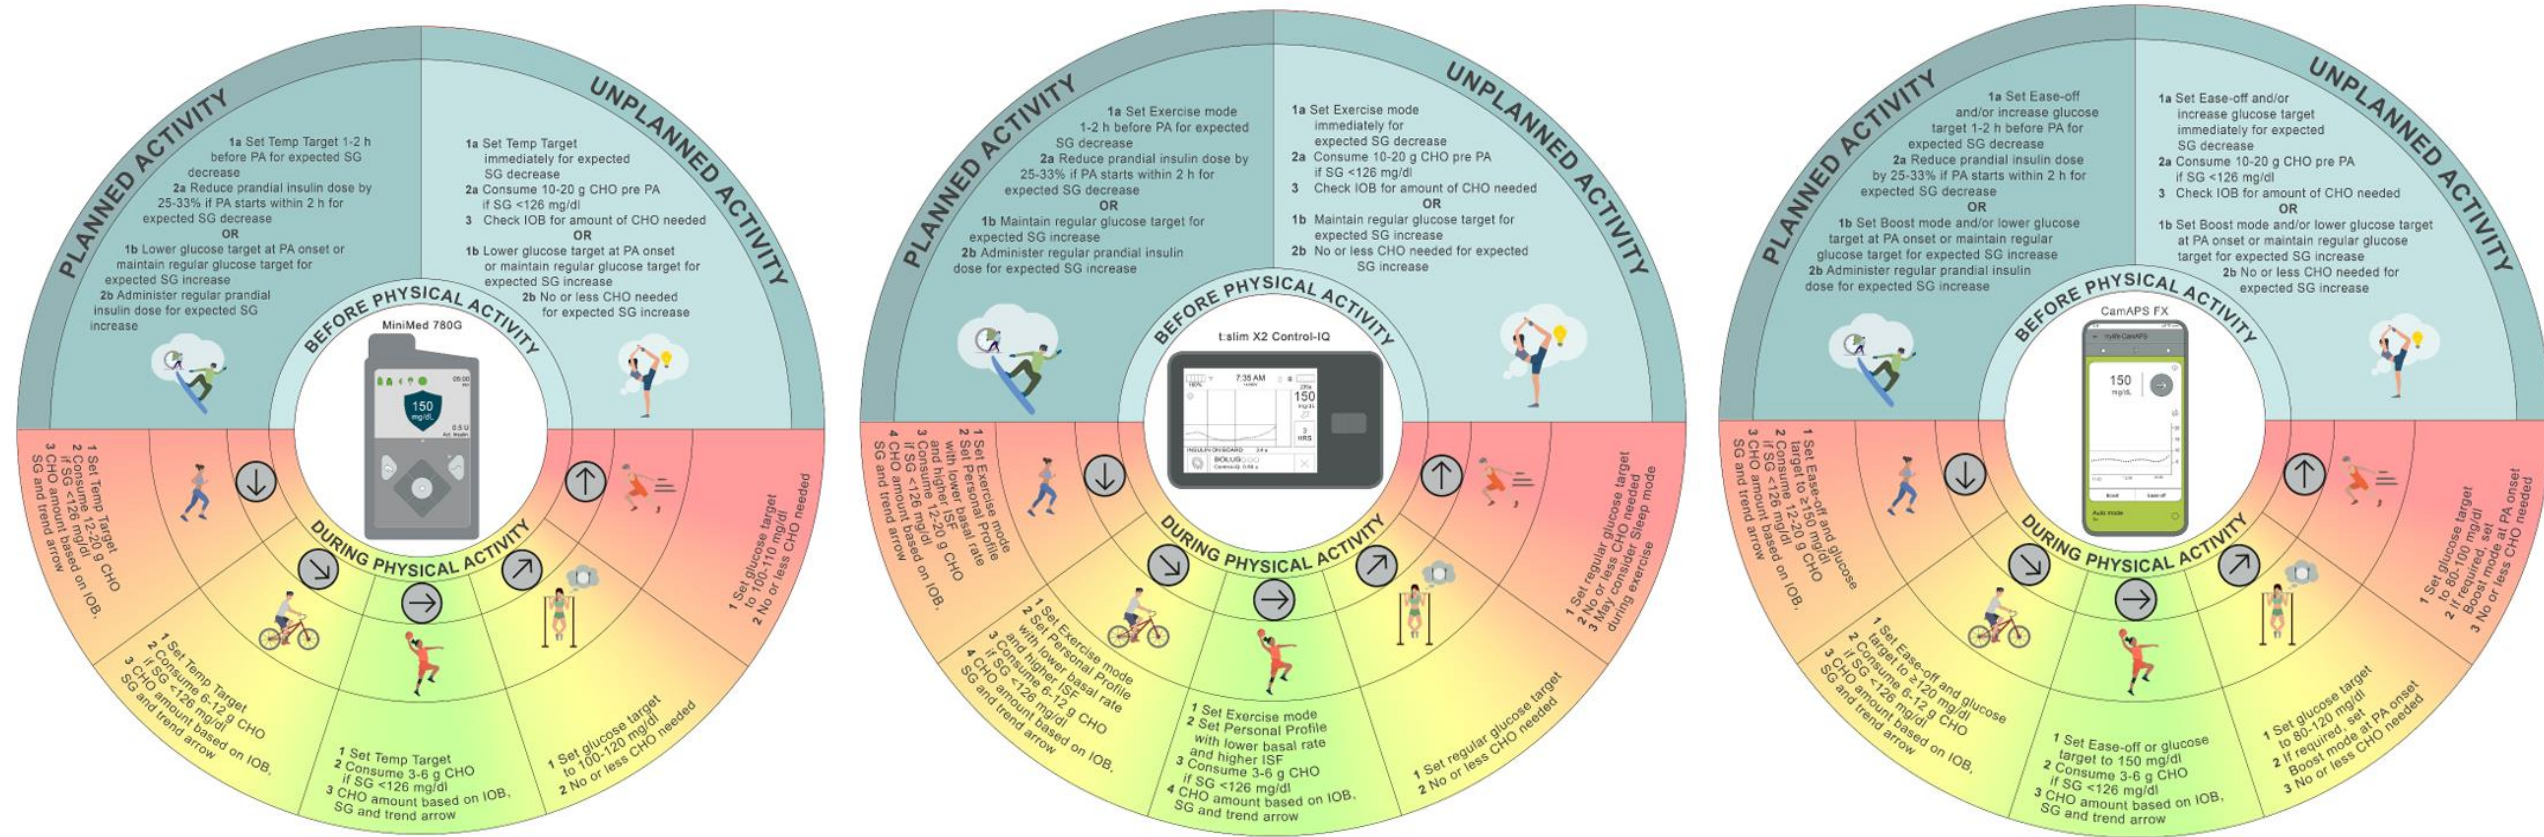 PLANNED ACTIVITY
1a Set Temp Target 1-2 h
before PA for expected SG
decrease
2a Reduce prandial insulin dose by
25-33% if PA starts within 2 h for
expected SG decrease
OR
1b Lower glucose target at PA onset or
maintain regular glucose target for
expected SG increase
2b Administer regular prandial
insulin dose for expected SG
increase
UNPLANNED ACTIVITY
1a Set Temp Target
immediately for expected
SG decrease
2a Consume 10-20 g CHO pre PA
if SG <126 mg/dl
3 Check IOB for amount of CHO needed
OR
1b Lower glucose target at PA onset
or maintain regular glucose target for
expected SG increase
2b No or less CHO needed
for expected SG increase
BEFORE PHYSICAL ACTIVITY
MiniMed 780G
150
mg/dL
0.5 U
Act. Insulin
DURING PHYSICAL ACTIVITY
1 Set Temp Target
2 Consume 12-20 g CHO
if SG <126 mg/dl
3 CHO amount based on IOB,
SG and trend arrow
1 Set Temp Target
2 Consume 6-12 g CHO
if SG <126 mg/dl
3 CHO amount based on IOB,
SG and trend arrow
1 Set Temp Target
2 Consume 3-6 g CHO
if SG <126 mg/dl
3 CHO amount based on IOB,
SG and trend arrow
1 Set glucose target
to 100-120 mg/dl
2 No or less CHO needed
1 Set glucose target
to 100-110 mg/dl
2 No or less CHO needed
PLANNED ACTIVITY
1a Set Exercise mode
1-2 h before PA for expected
SG decrease
2a Reduce prandial insulin dose by
25-33% if PA starts within 2 h for
expected SG decrease
OR
1b Maintain regular glucose target for
expected SG increase
2b Administer regular prandial insulin
dose for expected SG increase
UNPLANNED ACTIVITY
1a Set Exercise mode
immediately for
expected SG decrease
2a Consume 10-20 g CHO pre PA
if SG <126 mg/dl
3 Check IOB for amount of CHO needed
OR
1b Maintain regular glucose target for
expected SG increase
2b No or less CHO needed for expected
SG increase
BEFORE PHYSICAL ACTIVITY
t:slim X2 Control-IQ
100%
7:35 AM
150
mg/dL
3
HRS
INSULIN ON BOARD
BOLUS
DURING PHYSICAL ACTIVITY
1 Set Exercise mode
2 Set Personal Profile
with lower basal rate
and higher ISF
3 Consume 12-20 g CHO
if SG <126 mg/dl
4 CHO amount based on IOB,
SG and trend arrow
1 Set Exercise mode
2 Set Personal Profile
with lower basal rate
and higher ISF
3 Consume 6-12 g CHO
if SG <126 mg/dl
4 CHO amount based on IOB,
SG and trend arrow
1 Set Exercise mode
2 Set Personal Profile
with lower basal rate
and higher ISF
3 Consume 3-6 g CHO
if SG <126 mg/dl
4 CHO amount based on IOB,
SG and trend arrow
1 Set regular glucose target
2 No or less CHO needed
1 Set regular glucose target
2 No or less CHO needed
3 May consider Sleep mode
during exercise
PLANNED ACTIVITY
1a Set Ease-off
and/or increase glucose
target 1-2 h before PA for
expected SG decrease
2a Reduce prandial insulin dose
by 25-33% if PA starts within 2 h for
expected SG decrease
OR
1b Set Boost mode and/or lower glucose
target at PA onset or maintain regular
glucose target for expected SG increase
2b Administer regular prandial insulin
dose for expected SG increase
UNPLANNED ACTIVITY
1a Set Ease-off and/or
increase glucose target
immediately for expected
SG decrease
2a Consume 10-20 g CHO pre PA
if SG <126 mg/dl
3 Check IOB for amount of CHO needed
OR
1b Set Boost mode and/or lower glucose target
at PA onset or maintain regular glucose
target for expected SG increase
2b No or less CHO needed for
expected SG increase
BEFORE PHYSICAL ACTIVITY
CamAPS FX
mylife CamAPS
150
mg/dL
Boost Ease-off
Auto mode
DURING PHYSICAL ACTIVITY
1 Set Ease-off and glucose
target to ≥150 mg/dl
2 Consume 12-20 g CHO
if SG <126 mg/dl
3 CHO amount based on IOB,
SG and trend arrow
1 Set Ease-off and glucose
target to ≥120 mg/dl
2 Consume 6-12 g CHO
if SG <126 mg/dl
3 CHO amount based on IOB,
SG and trend arrow
1 Set Ease-off or glucose
target to 150 mg/dl
2 Consume 3-6 g CHO
if SG <126 mg/dl
3 CHO amount based on IOB,
SG and trend arrow
1 Set glucose target
to 80-120 mg/dl
2 If required, set
Boost mode at PA onset
3 No or less CHO needed
1 Set glucose target
to 80-100 mg/dl
2 If required, set
Boost mode at PA onset
3 No or less CHO needed